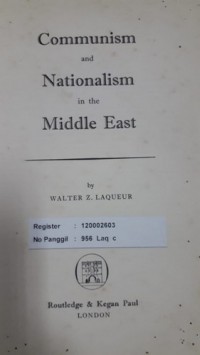 Communism
and
Nationalism
in the
Middle East
by
WALTER Z. LAQUEUR
Register : 120002603
No Panggil : 956 Laq c
Routledge & Kegan Paul
LONDON